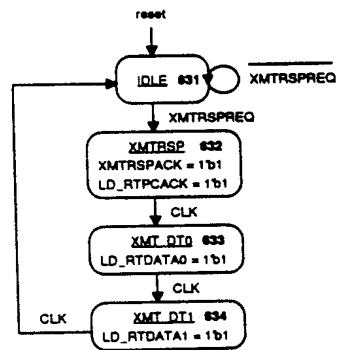 reset
IDLE 631
XMTRSPREQ
XMTRSPREQ
XMTRSP 632
XMTRSPACK = 1'b1
LD_RTPCACK = 1'b1
CLK
XMT_DT0 633
LD_RTDATA0 = 1'b1
CLK
CLK
XMT_DT1 634
LD_RTDATA1 = 1'b1